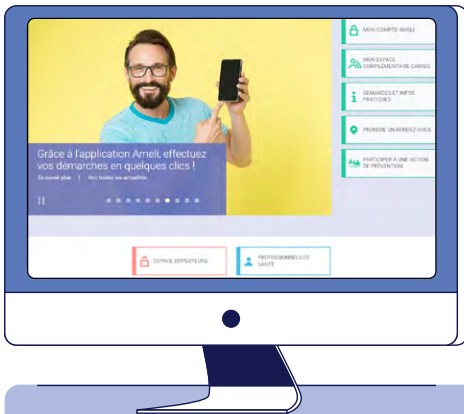 MON COMPTE AMELI
MON ESPACE
COMPLÉMENTAIRE CAMIEG
DEMANDES ET INFOS
PRATIQUES
PRENDRE UN RENDEZ-VOUS
PARTICIPER À UNE ACTION
DE PRÉVENTION
Grâce à l'application Ameli, effectuez
vos démarches en quelques clics !
En savoir plus | Voir toutes les actualités
ESPACE EMPLOYEURS
PROFESSIONNELS DE
SANTÉ